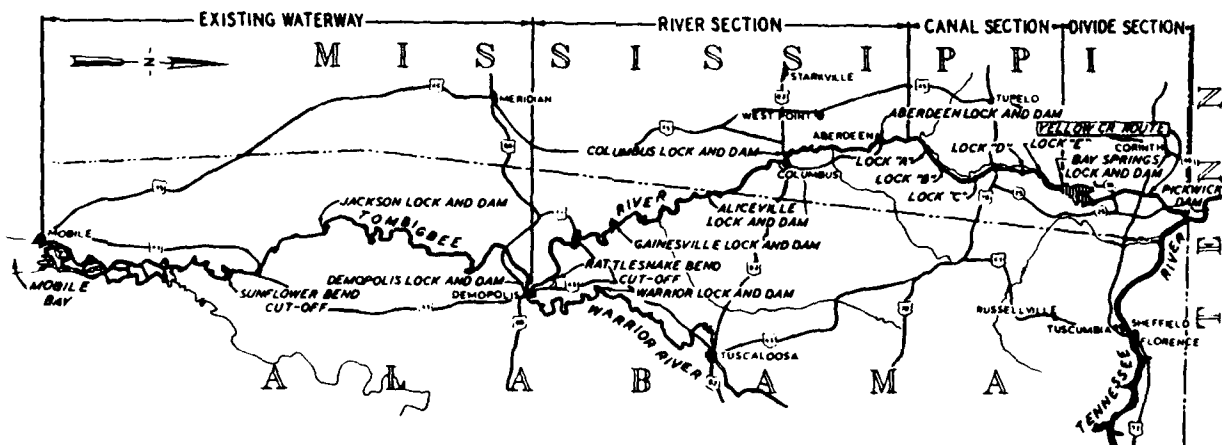 EXISTING WATERWAY
RIVER SECTION
CANAL SECTION
DIVIDE SECTION
N
MISSISSIPPI
STARKVILLE
MERIDIAN
WEST POINT
TUPELO
ABERDEEN LOCK AND DAM
ABERDEEN
YELLOW CR ROUTE
COLUMBUS LOCK AND DAM
LOCK "A"
LOCK "B"
LOCK "C"
LOCK "D"
LOCK "E"
CORINTH
BAY SPRINGS
LOCK AND DAM
COLUMBUS
PICKWICK
DAM
JACKSON LOCK AND DAM
TOMBIGBEE
RIVER
ALICEVILLE
LOCK AND DAM
MOBILE
GAINESVILLE LOCK AND DAM
RIVER
MOBILE
BAY
SUNFLOWER BEND
CUT-OFF
DEMOPOLIS LOCK AND DAM
DEMOPOLIS
RATTLESNAKE BEND
CUT-OFF
WARRIOR LOCK AND DAM
WARRIOR RIVER
TUSCALOOSA
RUSSELLVILLE
TUSCUMBIA
SHEFFIELD
FLORENCE
ALABAMA
TENNESSEE